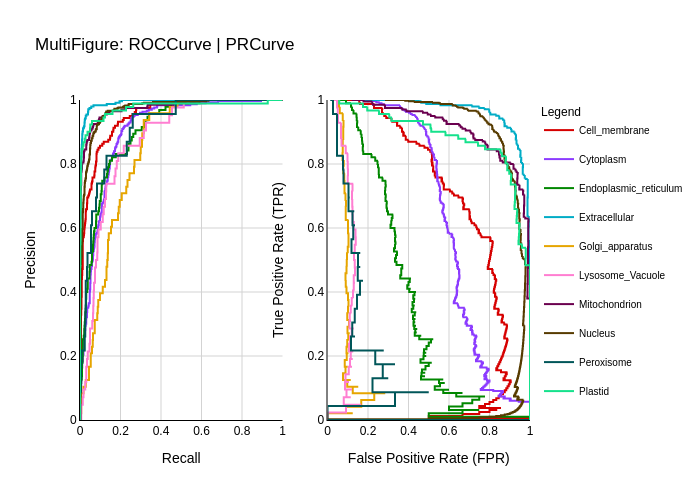 MultiFigure: ROCCurve | PRCurve
Precision
1
0.8
0.6
0.4
0.2
0
0
0.2
0.4
0.6
0.8
1
Recall
True Positive Rate (TPR)
1
0.8
0.6
0.4
0.2
0
0
0.2
0.4
0.6
0.8
1
False Positive Rate (FPR)
Legend
Cell_membrane
Cytoplasm
Endoplasmic_reticulum
Extracellular
Golgi_apparatus
Lysosome_Vacuole
Mitochondrion
Nucleus
Peroxisome
Plastid